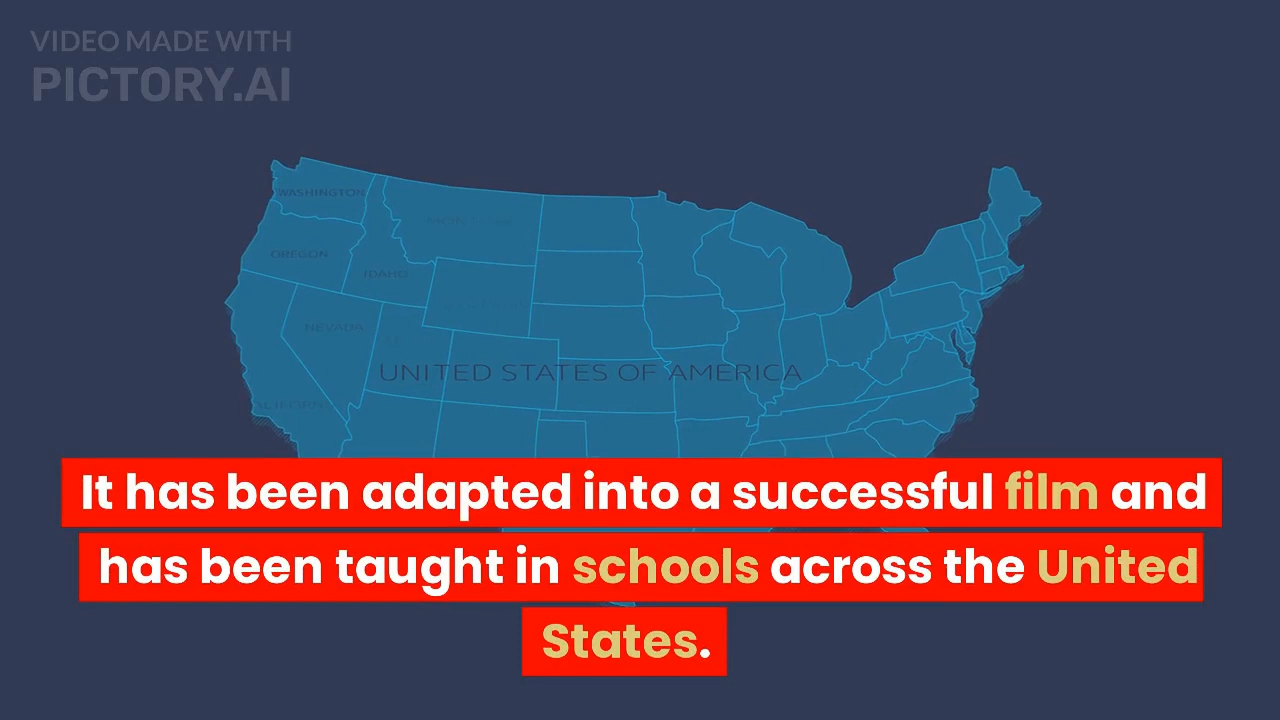 VIDEO MADE WITH
PICTORY.AI
WASHINGTON
OREGON
IDAHO
NEVADA
UNITED STATES OF AMERICA
It has been adapted into a successful film and
has been taught in schools across the United
States.